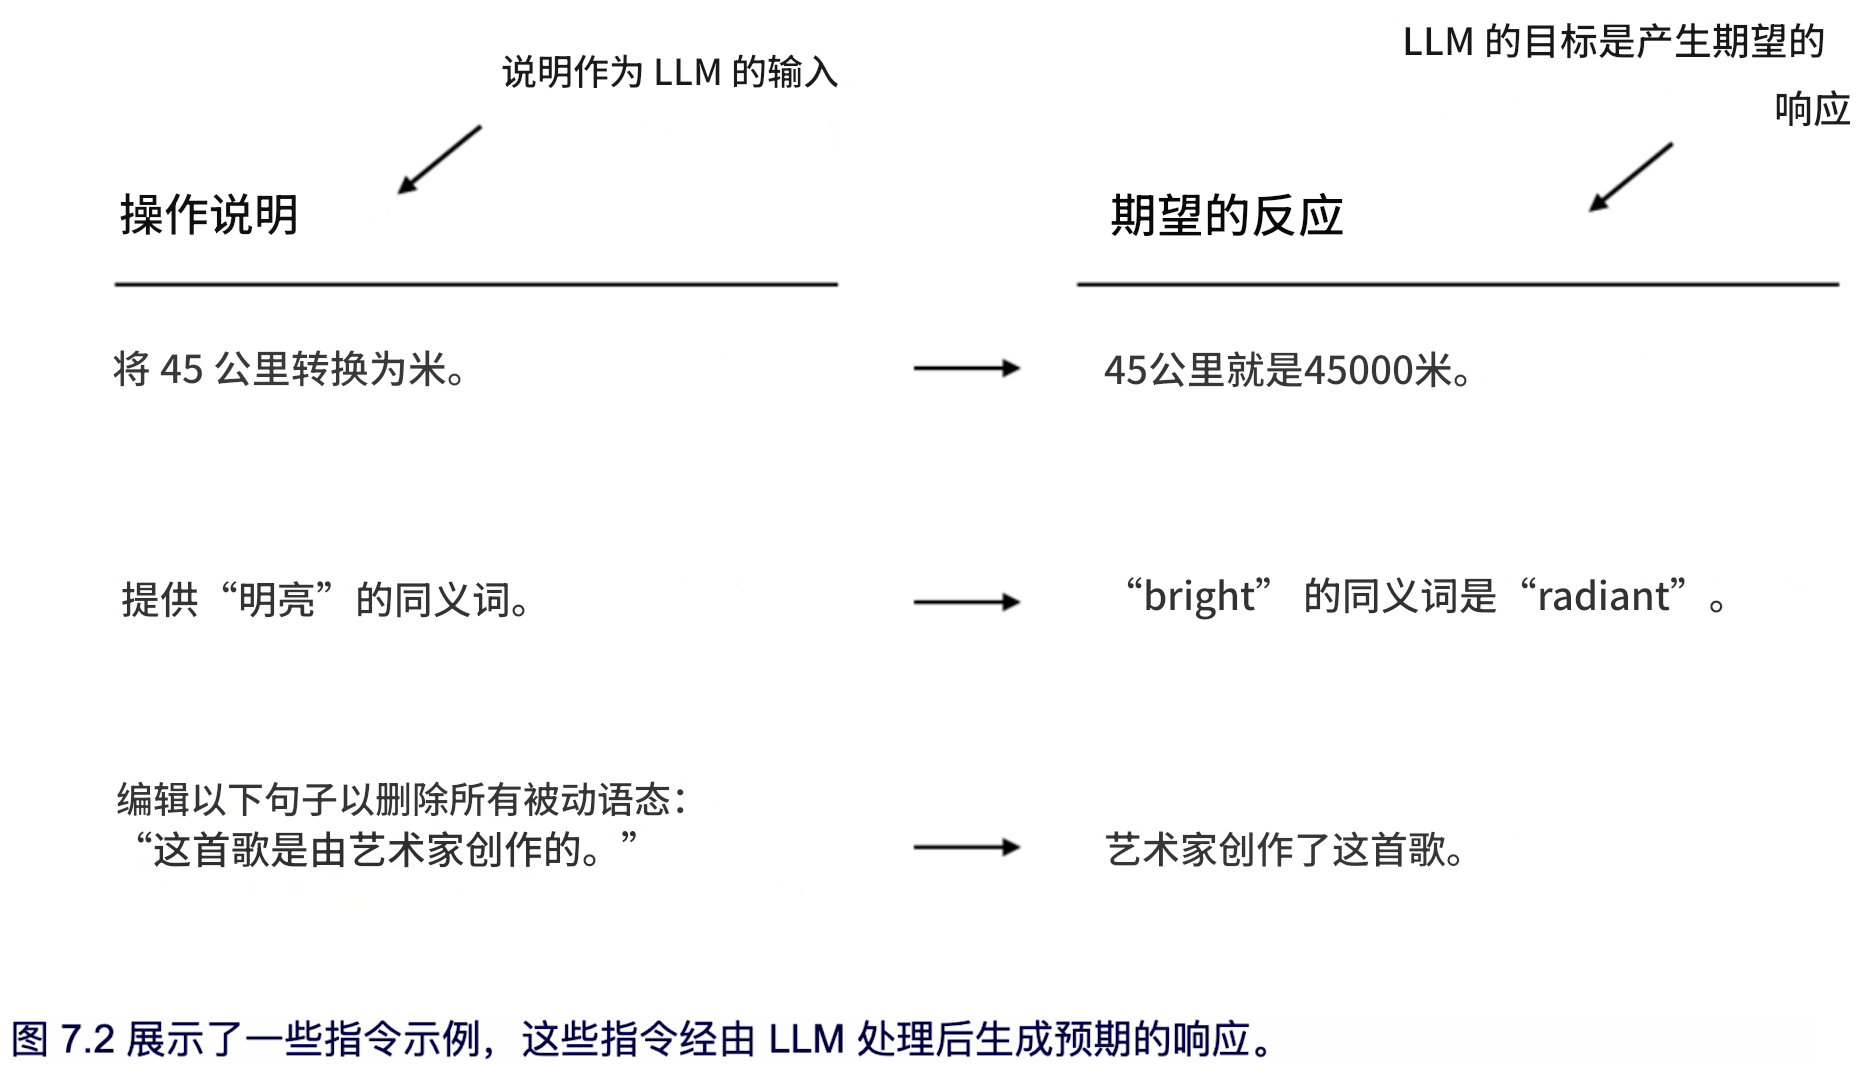 说明作为 LLM 的输入
LLM 的目标是产生期望的
响应
操作说明
期望的反应
将 45 公里转换为米。
45公里就是45000米。
提供“明亮”的同义词。
“bright” 的同义词是“radiant”。
编辑以下句子以删除所有被动语态：
“这首歌是由艺术家创作的。”
艺术家创作了这首歌。
图 7.2 展示了一些指令示例，这些指令经由 LLM 处理后生成预期的响应。